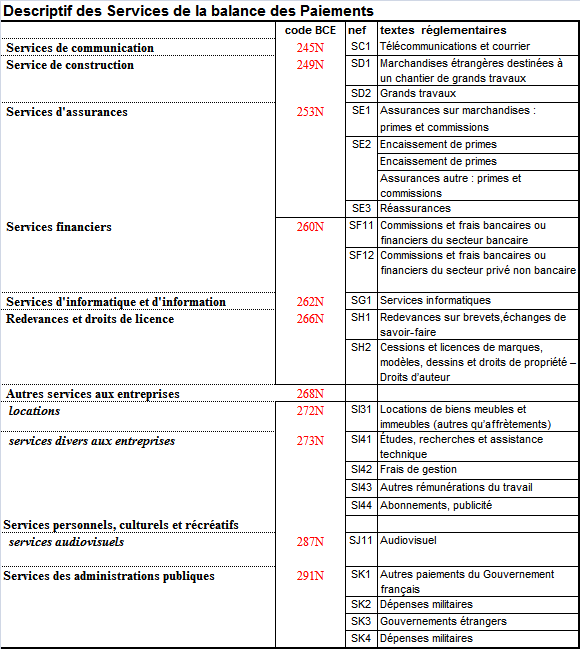 Descriptif des Services de la balance des Paiements
code BCE nef textes réglementaires
Services de communication 245N SC1 Télécommunications et courrier
Service de construction 249N SD1 Marchandises étrangères destinées à
un chantier de grands travaux
SD2 Grands travaux
Services d'assurances 253N SE1 Assurances sur marchandises :
primes et commissions
SE2 Encaissement de primes
Encaissement de primes
Assurances autre : primes et
commissions
SE3 Réassurances
Services financiers 260N SF11 Commissions et frais bancaires ou
financiers du secteur bancaire
SF12 Commissions et frais bancaires ou
financiers du secteur privé non bancaire
Services d'informatique et d'information 262N SG1 Services informatiques
Redevances et droits de licence 266N SH1 Redevances sur brevets,échanges de
savoir-faire
SH2 Cessions et licences de marques,
modèles, dessins et droits de propriété –
Droits d'auteur
Autres services aux entreprises 268N
locations 272N SI31 Locations de biens meubles et
immeubles (autres qu'affrètements)
services divers aux entreprises 273N SI41 Études, recherches et assistance
technique
SI42 Frais de gestion
SI43 Autres rémunérations du travail
SI44 Abonnements, publicité
Services personnels, culturels et récréatifs
services audiovisuels 287N SJ11 Audiovisuel
Services des administrations publiques 291N SK1 Autres paiements du Gouvernement
français
SK2 Dépenses militaires
SK3 Gouvernements étrangers
SK4 Dépenses militaires